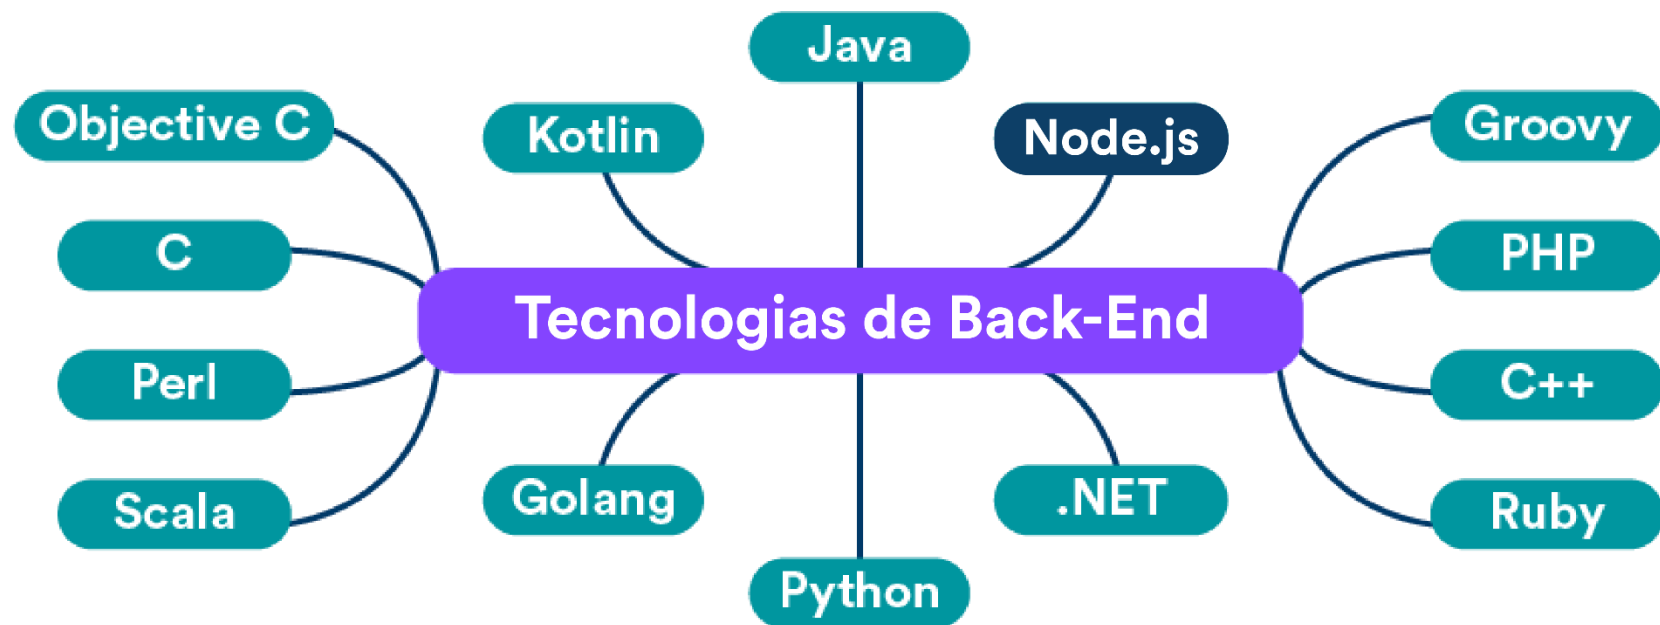 Java
Objective C
Kotlin
Node.js
Groovy
C
PHP
Tecnologias de Back-End
Perl
C++
Scala
Golang
.NET
Ruby
Python